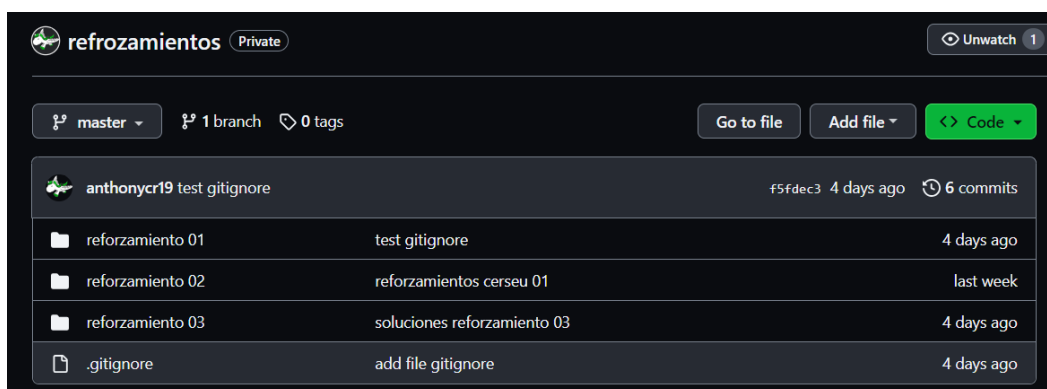 refrozamientos Private Unwatch 1
master 1 branch 0 tags Go to file Add file <> Code
anthonycr19 test gitignore f5fdec3 4 days ago 6 commits
reforzamiento 01 test gitignore 4 days ago
reforzamiento 02 reforzamientos cerseu 01 last week
reforzamiento 03 soluciones reforzamiento 03 4 days ago
.gitignore add file gitignore 4 days ago